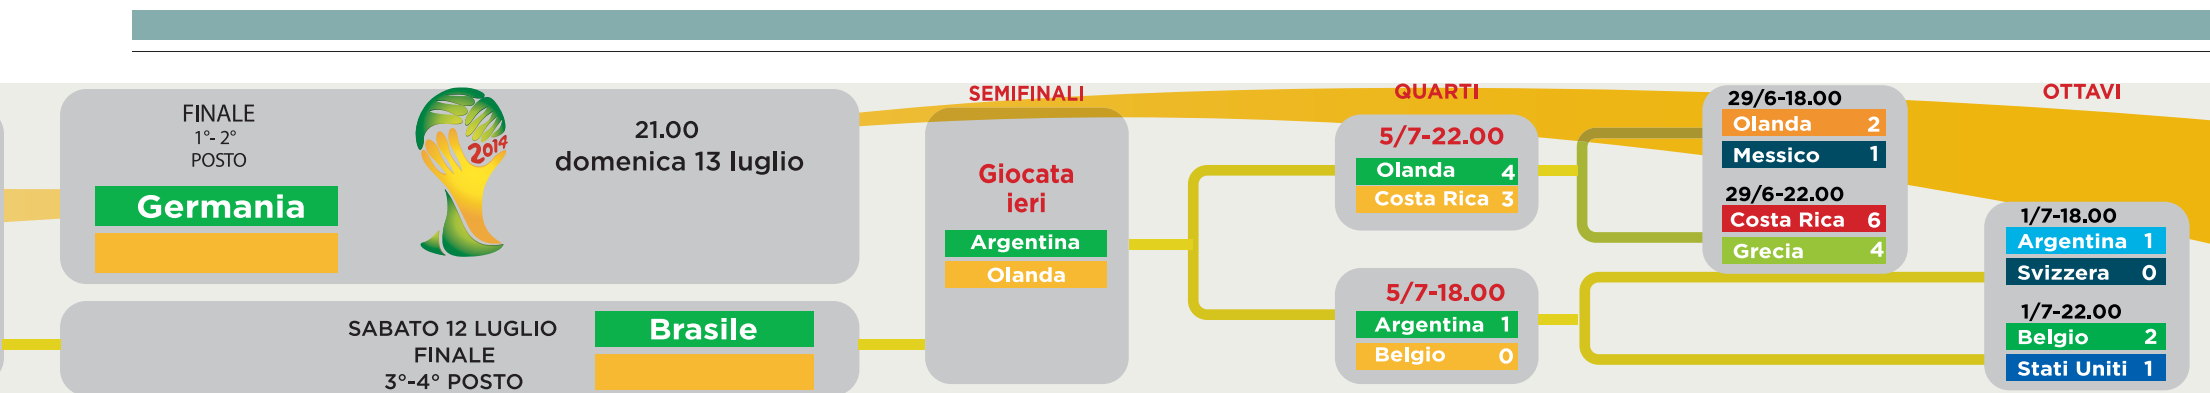 FINALE
1°- 2°
POSTO
Germania
2014
21.00
domenica 13 luglio
SABATO 12 LUGLIO
FINALE
3°-4° POSTO
Brasile
SEMIFINALI
Giocata
ieri
Argentina
Olanda
QUARTI
5/7-22.00
Olanda 4
Costa Rica 3
5/7-18.00
Argentina 1
Belgio 0
29/6-18.00
Olanda 2
Messico 1
29/6-22.00
Costa Rica 6
Grecia 4
OTTAVI
1/7-18.00
Argentina 1
Svizzera 0
1/7-22.00
Belgio 2
Stati Uniti 1